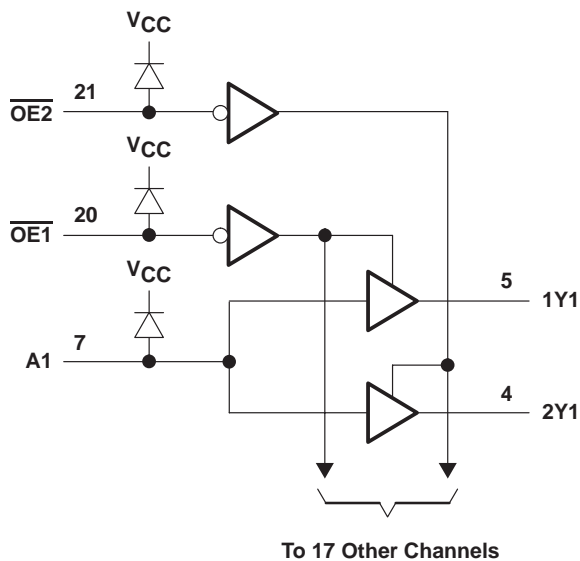 VCC
21
OE2
VCC
20
OE1
VCC
5
1Y1
7
A1
4
2Y1
To 17 Other Channels